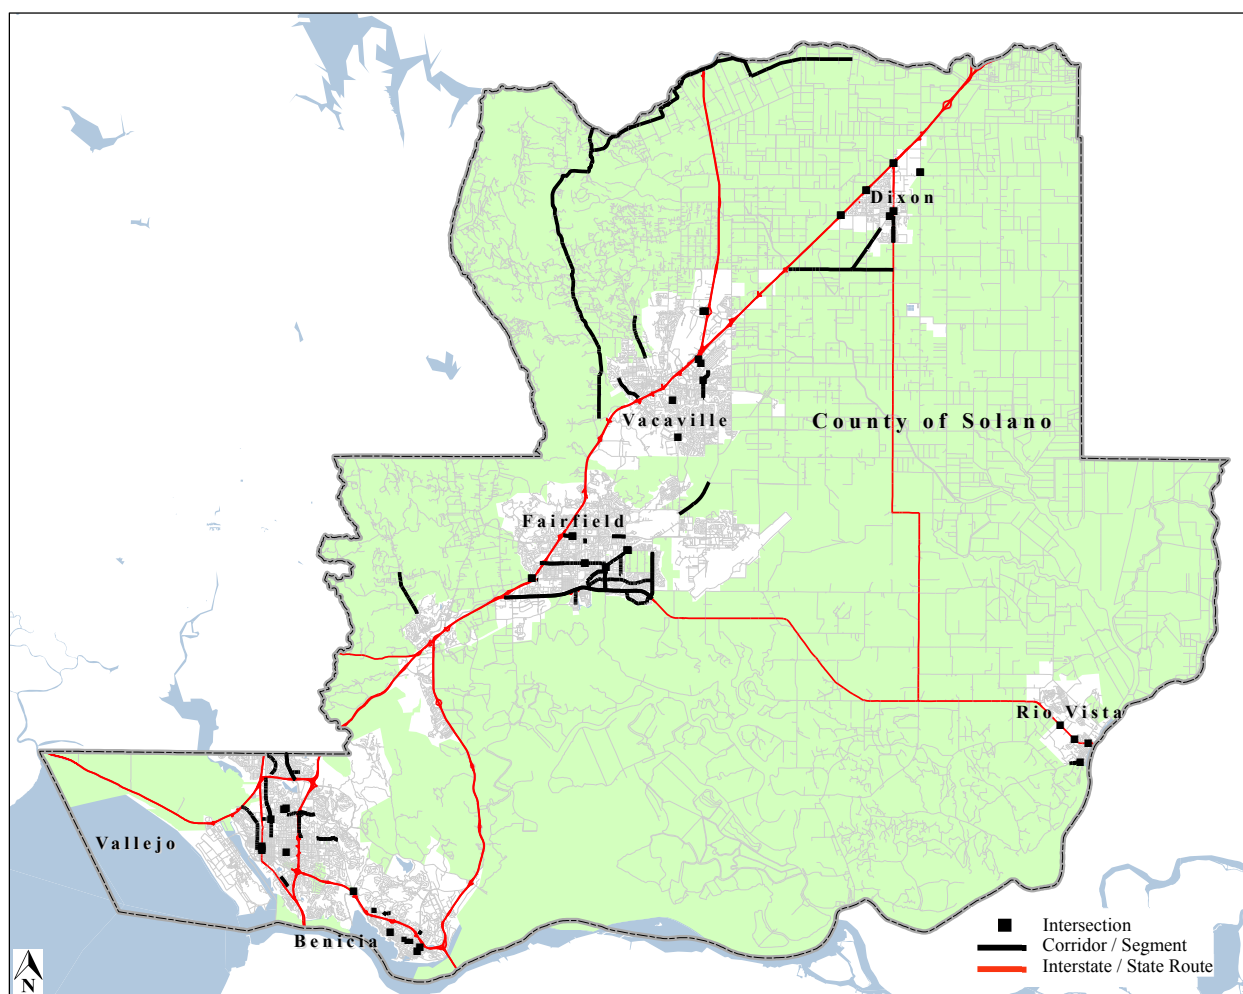 Dixon
County of Solano
Vacaville
Fairfield
Rio Vista
Vallejo
Benicia
Intersection
Corridor / Segment
Interstate / State Route
N